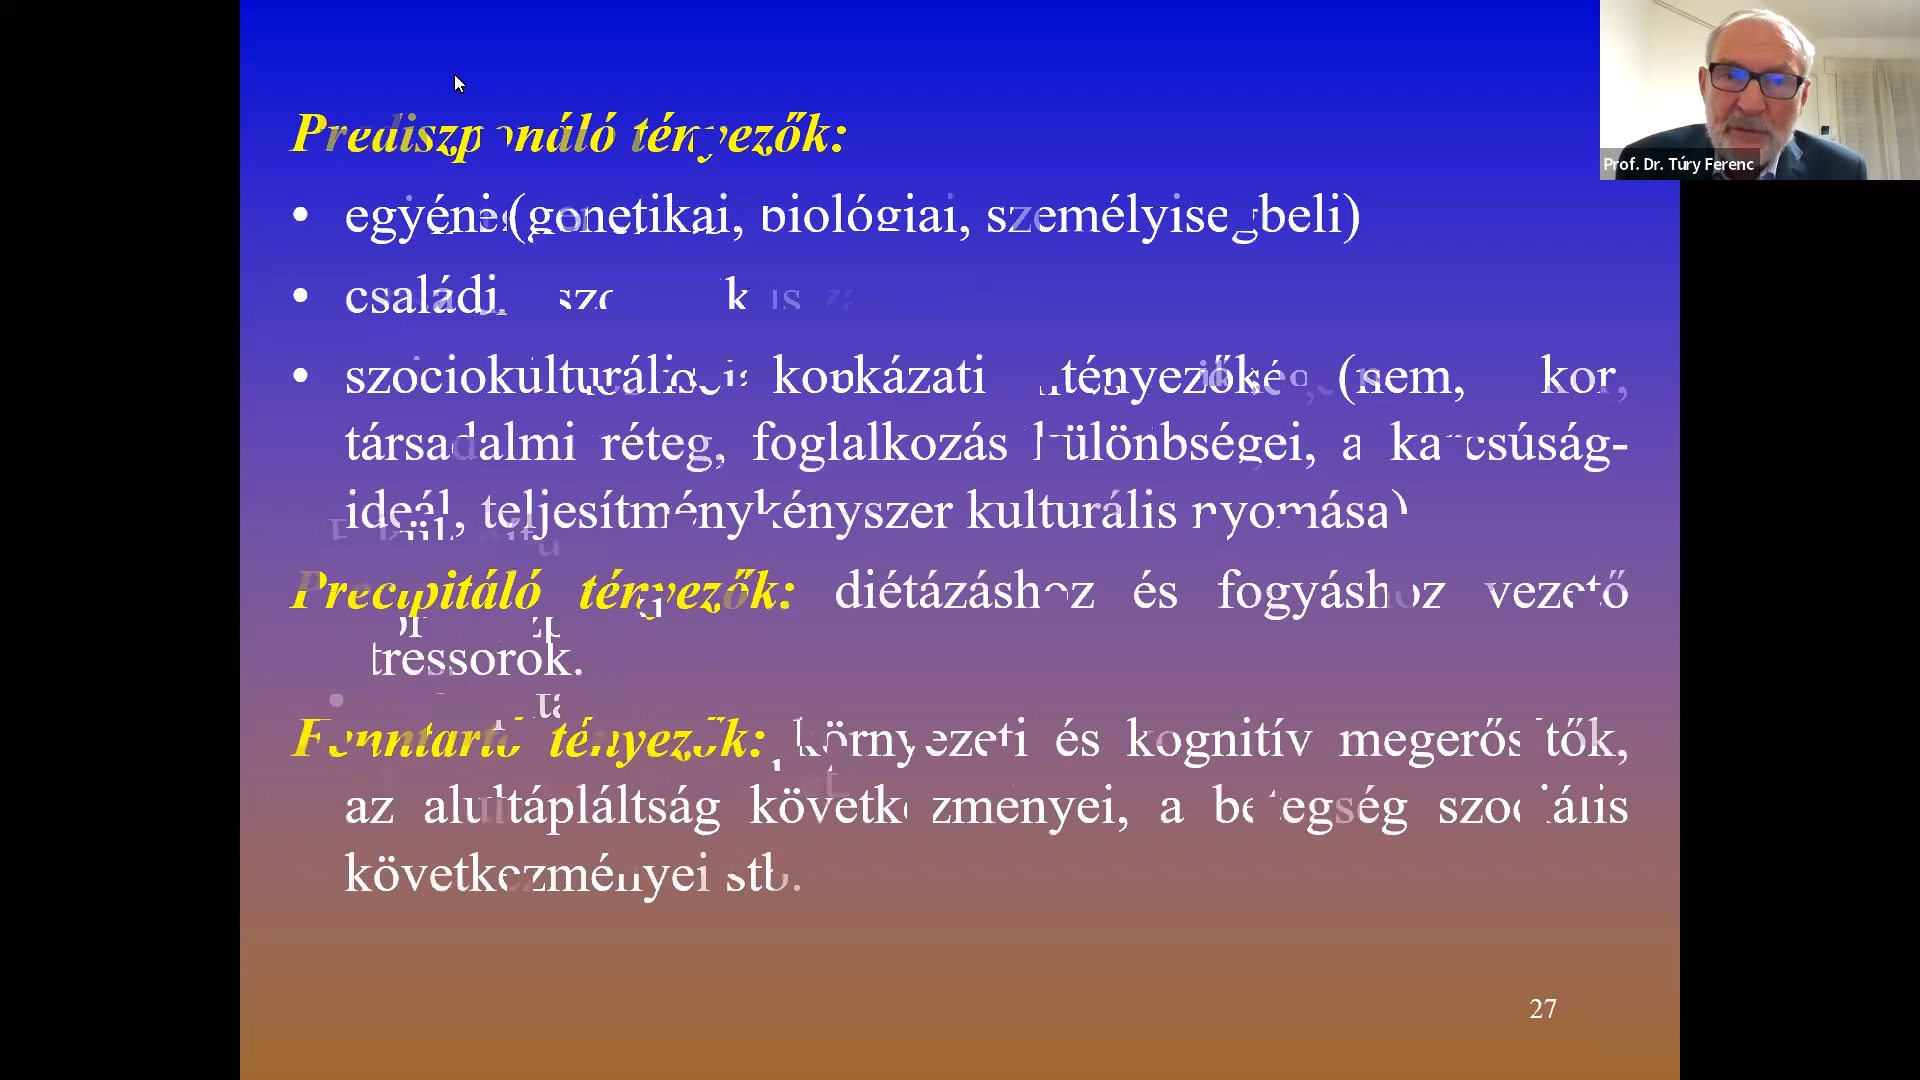 Prediszponáló tényezők:
• egyéni (genetikai, biológiai, személyiségbeli)
• családi
• szociokulturális kockázati tényezők (nem, kor,
társadalmi réteg, foglalkozás különbségei, a karcsúság-
ideál, teljesítménykényszer kulturális nyomása)
Precipitáló tényezők: diétázáshoz és fogyáshoz vezető
stressorok.
Fenntartó tényezők: környezeti és kognitív megerősítők,
az alultápláltság következményei, a betegség szociális
következményei stb.
27
Prof. Dr. Túry Ferenc